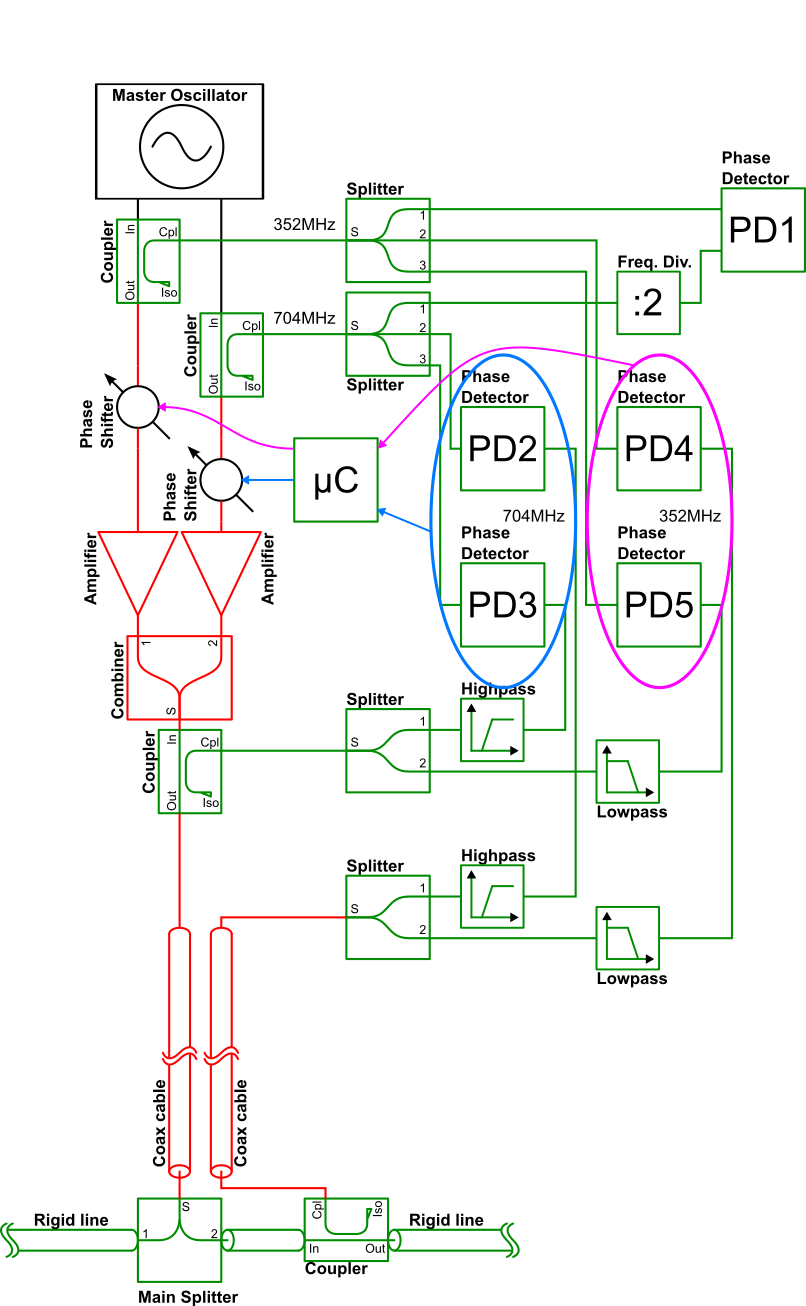 Master Oscillator
Phase
Detector
PD1
Splitter
S
1
2
3
352MHz
Coupler
In
Out
Cpl
Iso
Freq. Div.
:2
704MHz
S
1
2
3
Splitter
Coupler
In
Out
Cpl
Iso
Phase
Shifter
Phase
Shifter
µC
Phase
Detector
PD2
Phase
Detector
PD4
704MHz
352MHz
Phase
Detector
PD3
Phase
Detector
PD5
Amplifier
Amplifier
Combiner
1
2
S
Coupler
In
Out
Cpl
Iso
Splitter
S
1
2
Highpass
Lowpass
Splitter
S
1
2
Highpass
Lowpass
Coax cable
Coax cable
Rigid line
S
1
2
Main Splitter
Cpl
Iso
In
Out
Coupler
Rigid line